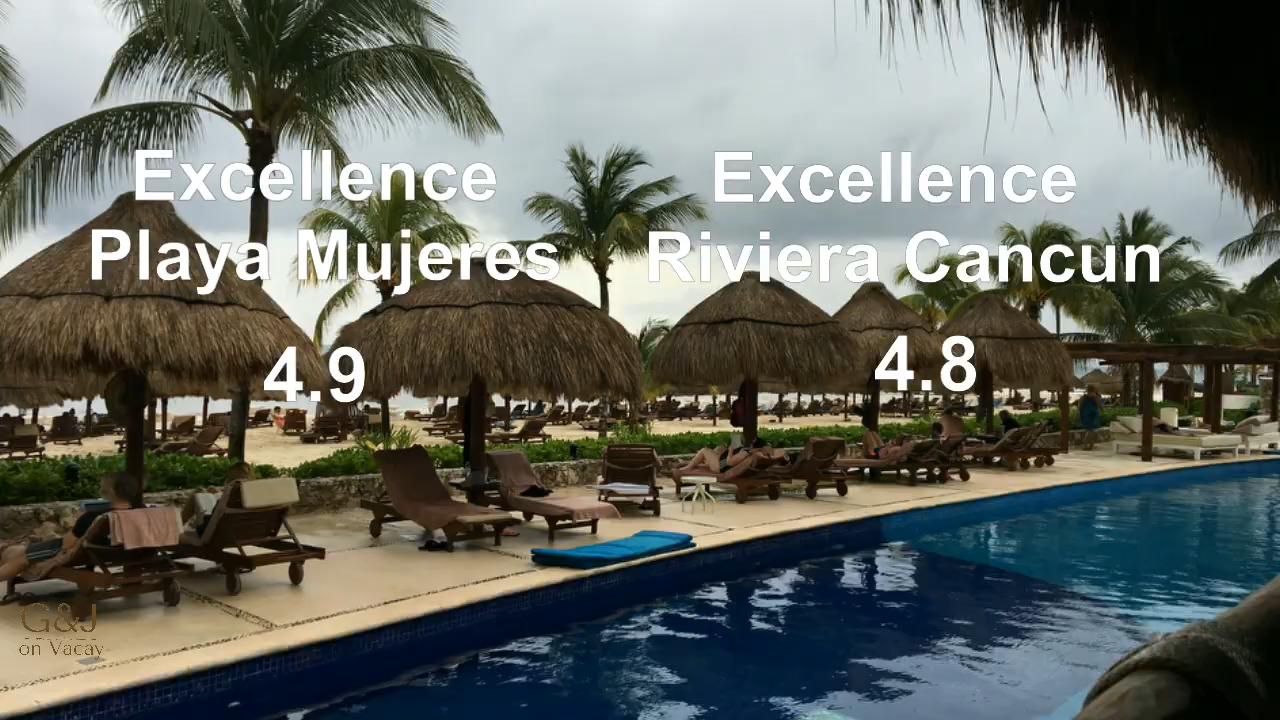 Excellence
Playa Mujeres
4.9
Excellence
Riviera Cancun
4.8
G&J
on Vacay